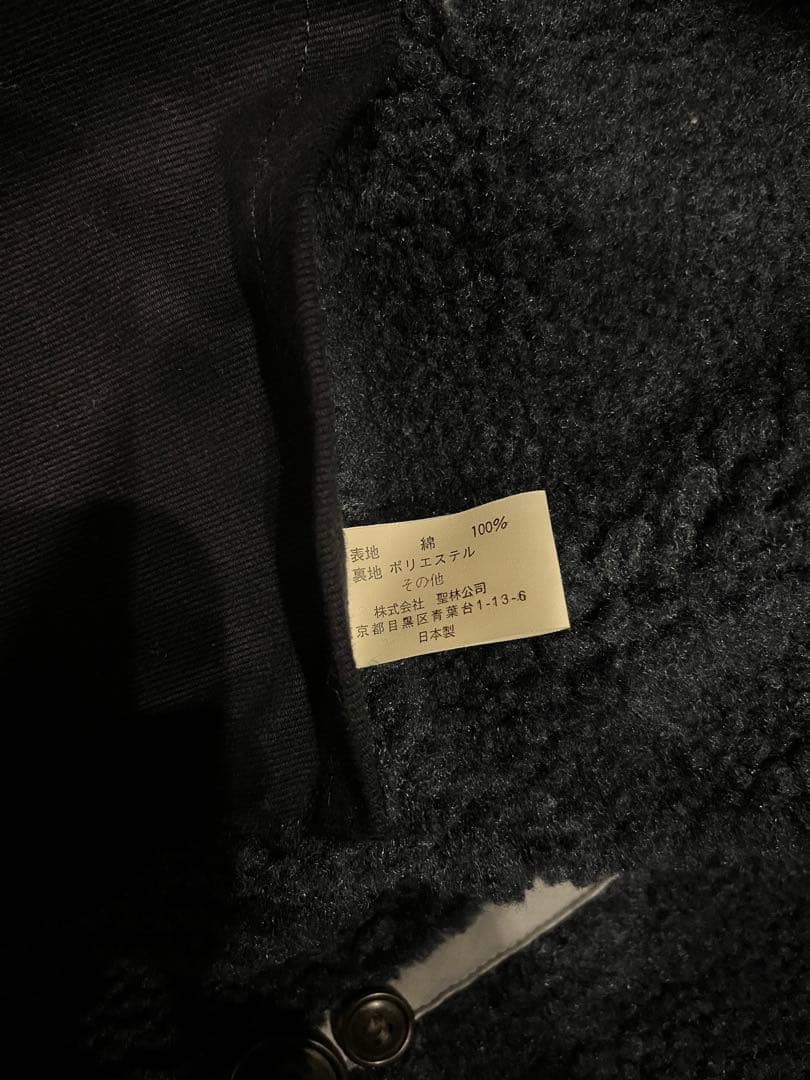 表地 綿 100%
裏地 ポリエステル
その他
株式会社 聖林公司
京都目黒区青葉台1-13-6
日本製